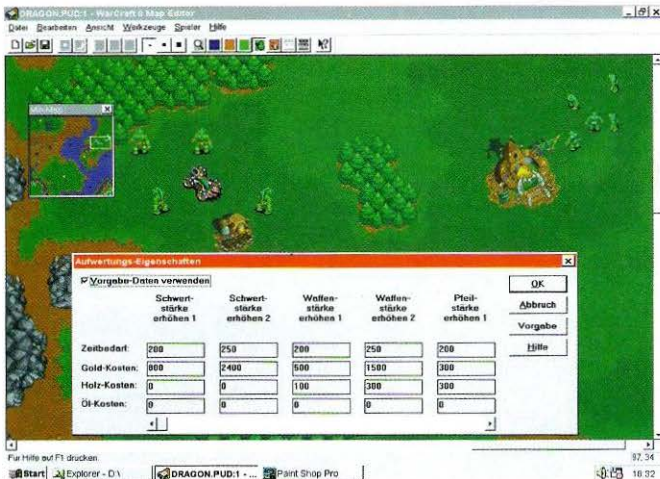 DRAGON.PUD:1 - WarCraft II Map Editor
Datei Bearbeiten Ansicht Werkzeuge Spieler Hilfe
Mini-Map
Aufwertungs-Eigenschaften
Vorgabe-Daten verwenden
Schwert-stärke erhöhen 1
Schwert-stärke erhöhen 2
Waffen-stärke erhöhen 1
Waffen-stärke erhöhen 2
Pfeil-stärke erhöhen 1
Zeitbedarf: 200 250 200 250 200
Gold-Kosten: 800 2400 500 1500 300
Holz-Kosten: 0 0 100 300 300
Öl-Kosten: 0 0 0 0 0
OK
Abbruch
Vorgabe
Hilfe
Für Hilfe auf F1 drücken.
97, 34
Start Explorer - D:\ DRAGON.PUD:1 - ... Paint Shop Pro 18:32